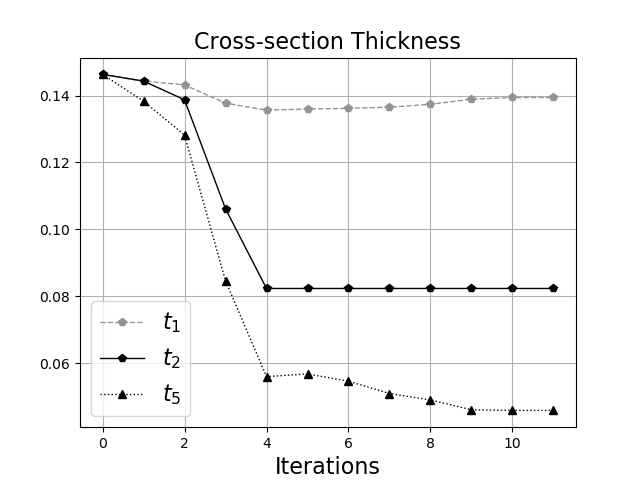 Cross-section Thickness
0.14
0.12
0.10
0.08
0.06
t₁
t₂
t₅
0 2 4 6 8 10
Iterations